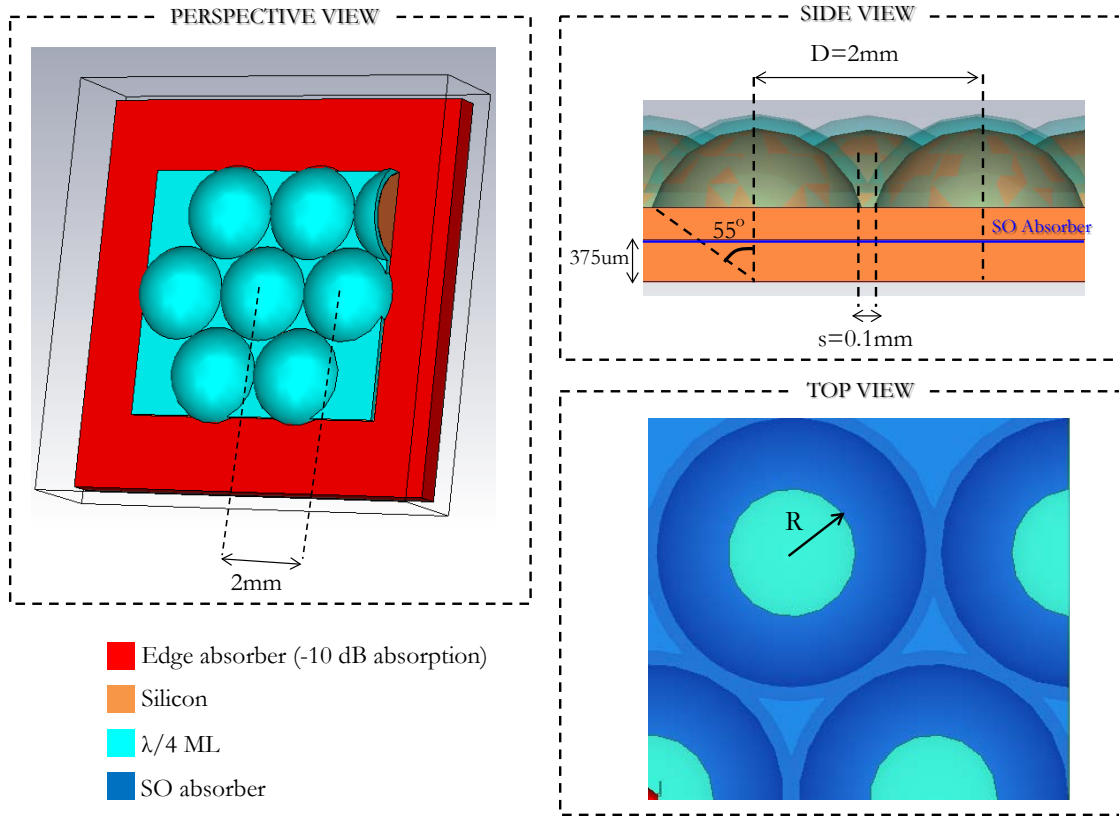 PERSPECTIVE VIEW
2mm
Edge absorber (-10 dB absorption)
Silicon
λ/4 ML
SO absorber
SIDE VIEW
D=2mm
55°
SO Absorber
375um
s=0.1mm
TOP VIEW
R